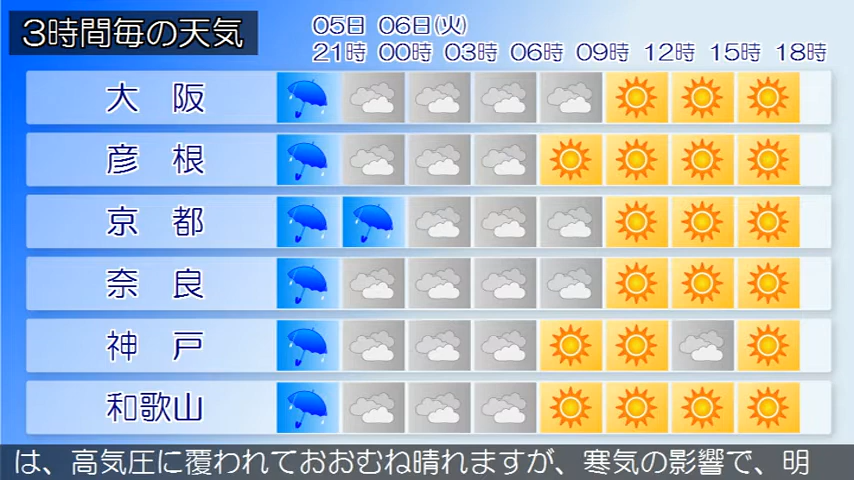 3時間毎の天気
05日 06日(火)
21時 00時 03時 06時 09時 12時 15時 18時
大阪
彦根
京都
奈良
神戸
和歌山
は、高気圧に覆われておおむね晴れますが、寒気の影響で、明